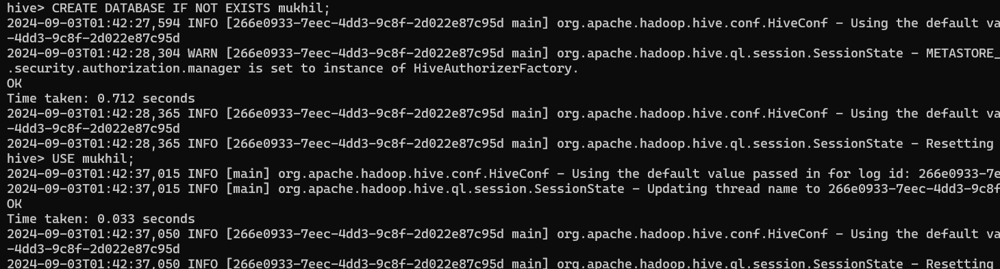 hive> CREATE DATABASE IF NOT EXISTS mukhil;
2024-09-03T01:42:27,594 INFO [266e0933-7eec-4dd3-9c8f-2d022e87c95d main] org.apache.hadoop.hive.conf.HiveConf - Using the default va
-4dd3-9c8f-2d022e87c95d
2024-09-03T01:42:28,304 WARN [266e0933-7eec-4dd3-9c8f-2d022e87c95d main] org.apache.hadoop.hive.ql.session.SessionState - METASTORE_
.security.authorization.manager is set to instance of HiveAuthorizerFactory.
OK
Time taken: 0.712 seconds
2024-09-03T01:42:28,365 INFO [266e0933-7eec-4dd3-9c8f-2d022e87c95d main] org.apache.hadoop.hive.conf.HiveConf - Using the default va
-4dd3-9c8f-2d022e87c95d
2024-09-03T01:42:28,365 INFO [266e0933-7eec-4dd3-9c8f-2d022e87c95d main] org.apache.hadoop.hive.ql.session.SessionState - Resetting
hive> USE mukhil;
2024-09-03T01:42:37,015 INFO [main] org.apache.hadoop.hive.conf.HiveConf - Using the default value passed in for log id: 266e0933-7e
2024-09-03T01:42:37,015 INFO [main] org.apache.hadoop.hive.ql.session.SessionState - Updating thread name to 266e0933-7eec-4dd3-9c8f
OK
Time taken: 0.033 seconds
2024-09-03T01:42:37,050 INFO [266e0933-7eec-4dd3-9c8f-2d022e87c95d main] org.apache.hadoop.hive.conf.HiveConf - Using the default va
-4dd3-9c8f-2d022e87c95d
2024-09-03T01:42:37,050 INFO [266e0933-7eec-4dd3-9c8f-2d022e87c95d main] org.apache.hadoop.hive.ql.session.SessionState - Resetting